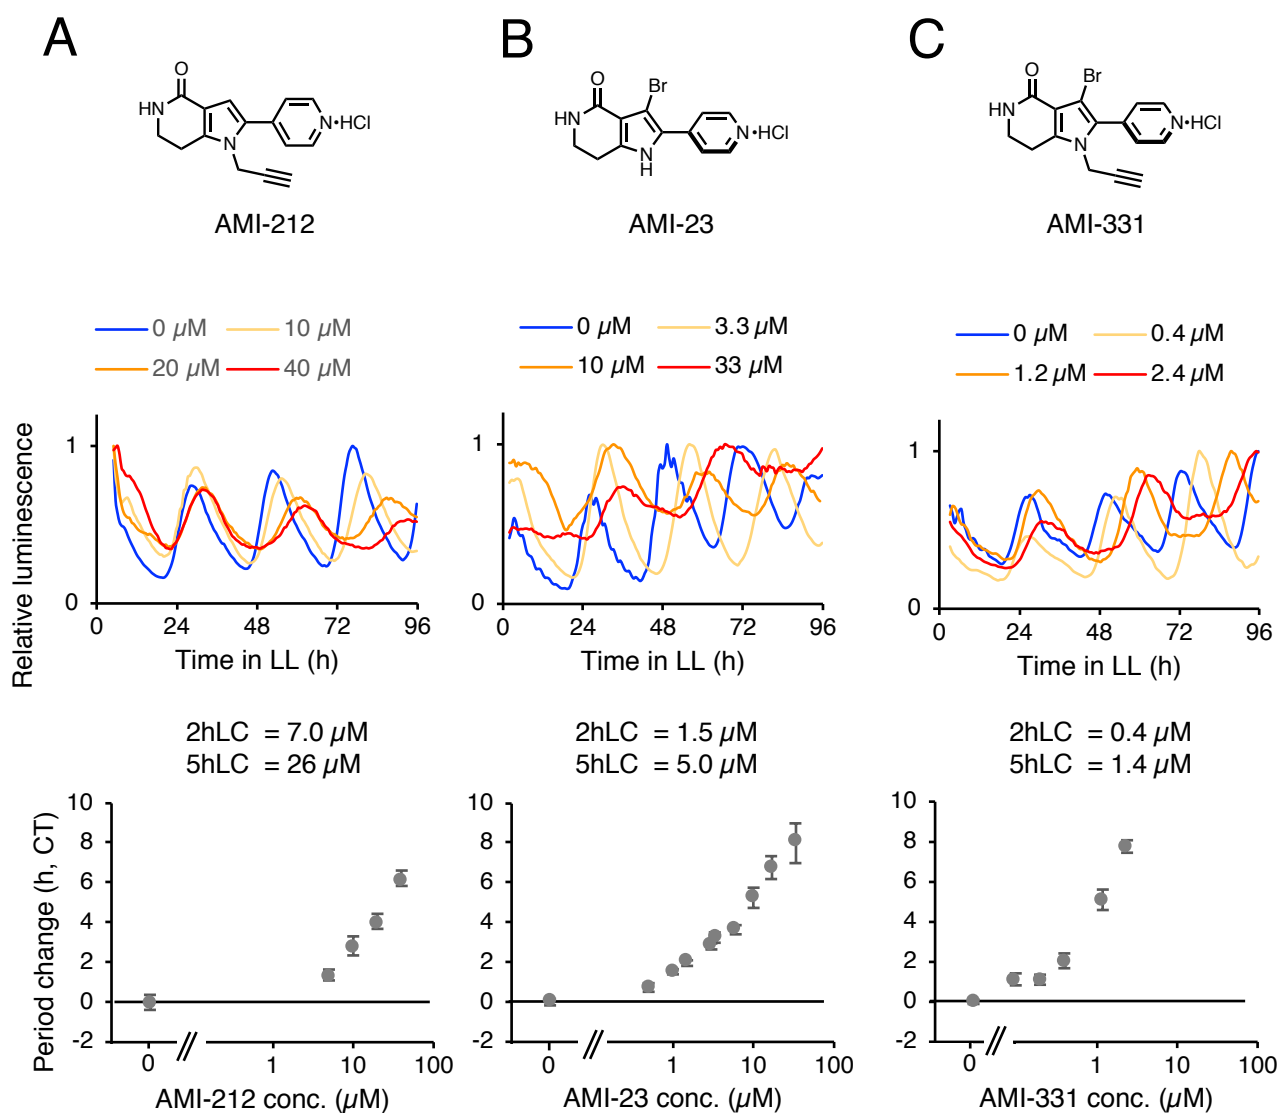 A
B
C
O
HN
N
N•HCl
AMI-212
O
Br
HN
N
H
N•HCl
AMI-23
O
Br
HN
N
N•HCl
AMI-331
0 µM
10 µM
20 µM
40 µM
0 µM
3.3 µM
10 µM
33 µM
0 µM
0.4 µM
1.2 µM
2.4 µM
Relative luminescence
1
0
0
24
48
72
96
Time in LL (h)
1
0
0
24
48
72
96
Time in LL (h)
1
0
0
24
48
72
96
Time in LL (h)
2hLC = 7.0 µM
5hLC = 26 µM
2hLC = 1.5 µM
5hLC = 5.0 µM
2hLC = 0.4 µM
5hLC = 1.4 µM
Period change (h, CT)
10
8
6
4
2
0
-2
0
//
1
10
100
AMI-212 conc. (µM)
10
8
6
4
2
0
-2
0
//
1
10
100
AMI-23 conc. (µM)
10
8
6
4
2
0
-2
0
//
1
10
100
AMI-331 conc. (µM)